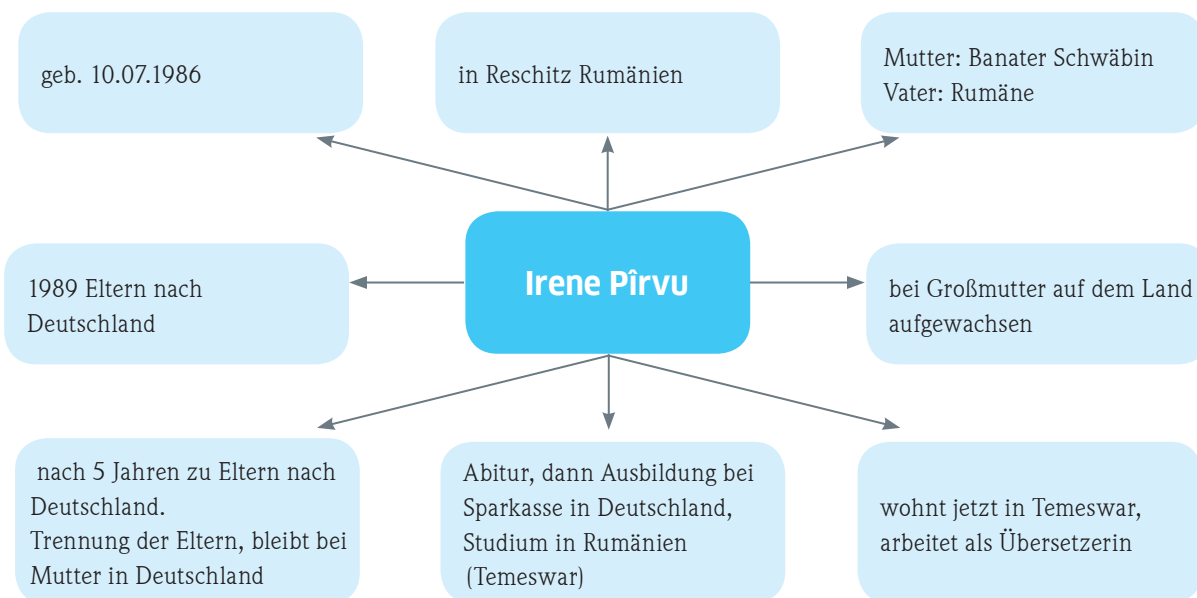 geb. 10.07.1986
in Reschitz Rumänien
Mutter: Banater Schwäbin
Vater: Rumäne
1989 Eltern nach
Deutschland
Irene Pîrvu
bei Großmutter auf dem Land
aufgewachsen
nach 5 Jahren zu Eltern nach
Deutschland.
Trennung der Eltern, bleibt bei
Mutter in Deutschland
Abitur, dann Ausbildung bei
Sparkasse in Deutschland,
Studium in Rumänien
(Temeswar)
wohnt jetzt in Temeswar,
arbeitet als Übersetzerin